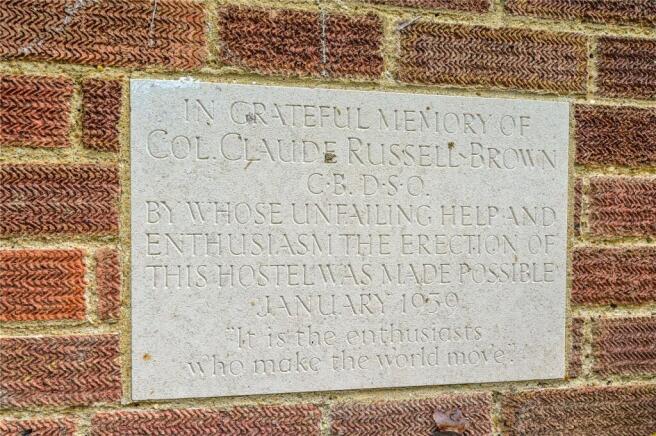 IN GRATEFUL MEMORY OF
COL. CLAUDE RUSSELL-BROWN
C·B. D·S·O.
BY WHOSE UNFAILING HELP AND
ENTHUSIASM THE ERECTION OF
THIS HOSTEL WAS MADE POSSIBLE
JANUARY 1939
"It is the enthusiasts
who make the world move."